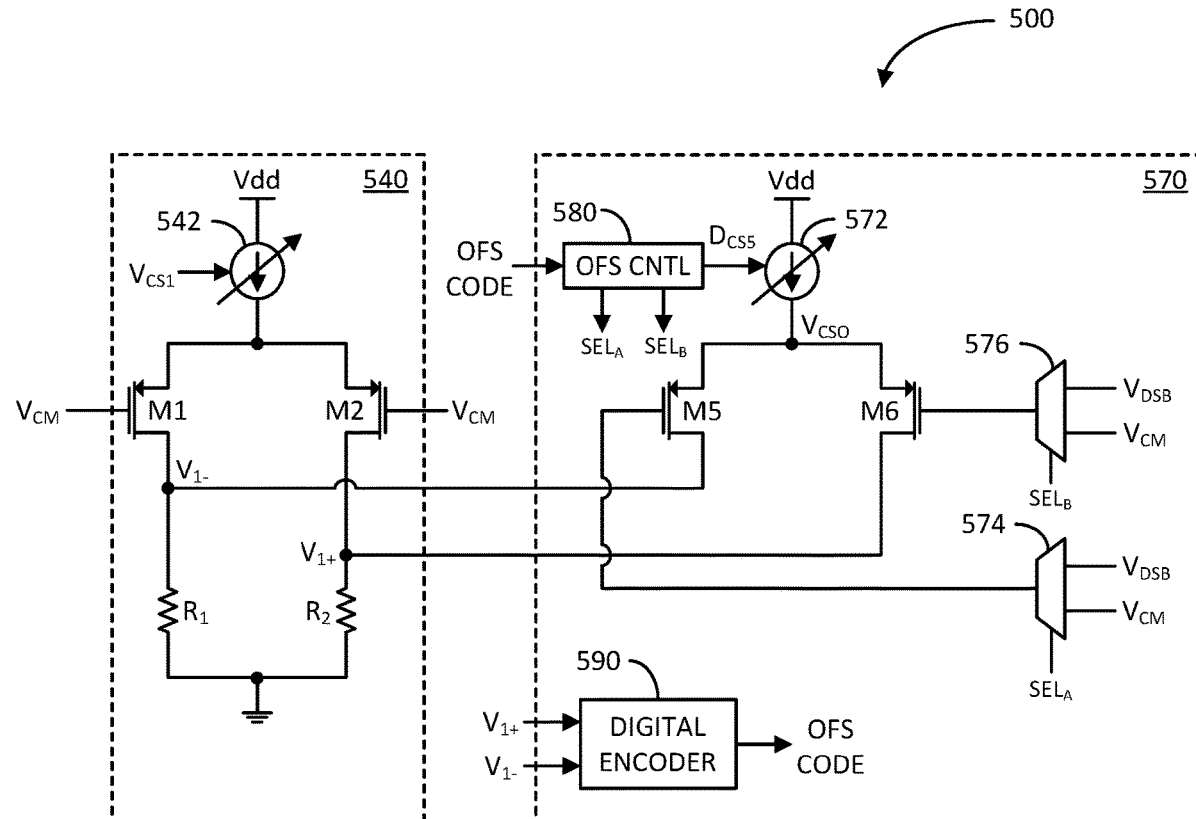 500
540
Vdd
542
V_CS1
V_CM
M1
M2
V_CM
V_1-
V_1+
R_1
R_2
570
580
OFS
CODE
OFS CNTL
D_CS5
Vdd
572
SEL_A
SEL_B
V_CSO
M5
M6
576
V_DSB
V_CM
SEL_B
574
V_DSB
V_CM
SEL_A
590
V_1+
V_1-
DIGITAL
ENCODER
OFS
CODE